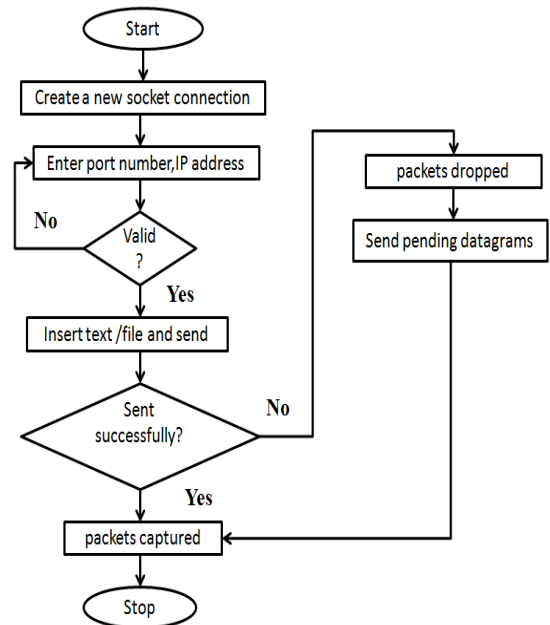 Start
Create a new socket connection
Enter port number,IP address
No
Valid
?
Yes
Insert text /file and send
Sent
successfully?
No
Yes
packets captured
Stop
packets dropped
Send pending datagrams